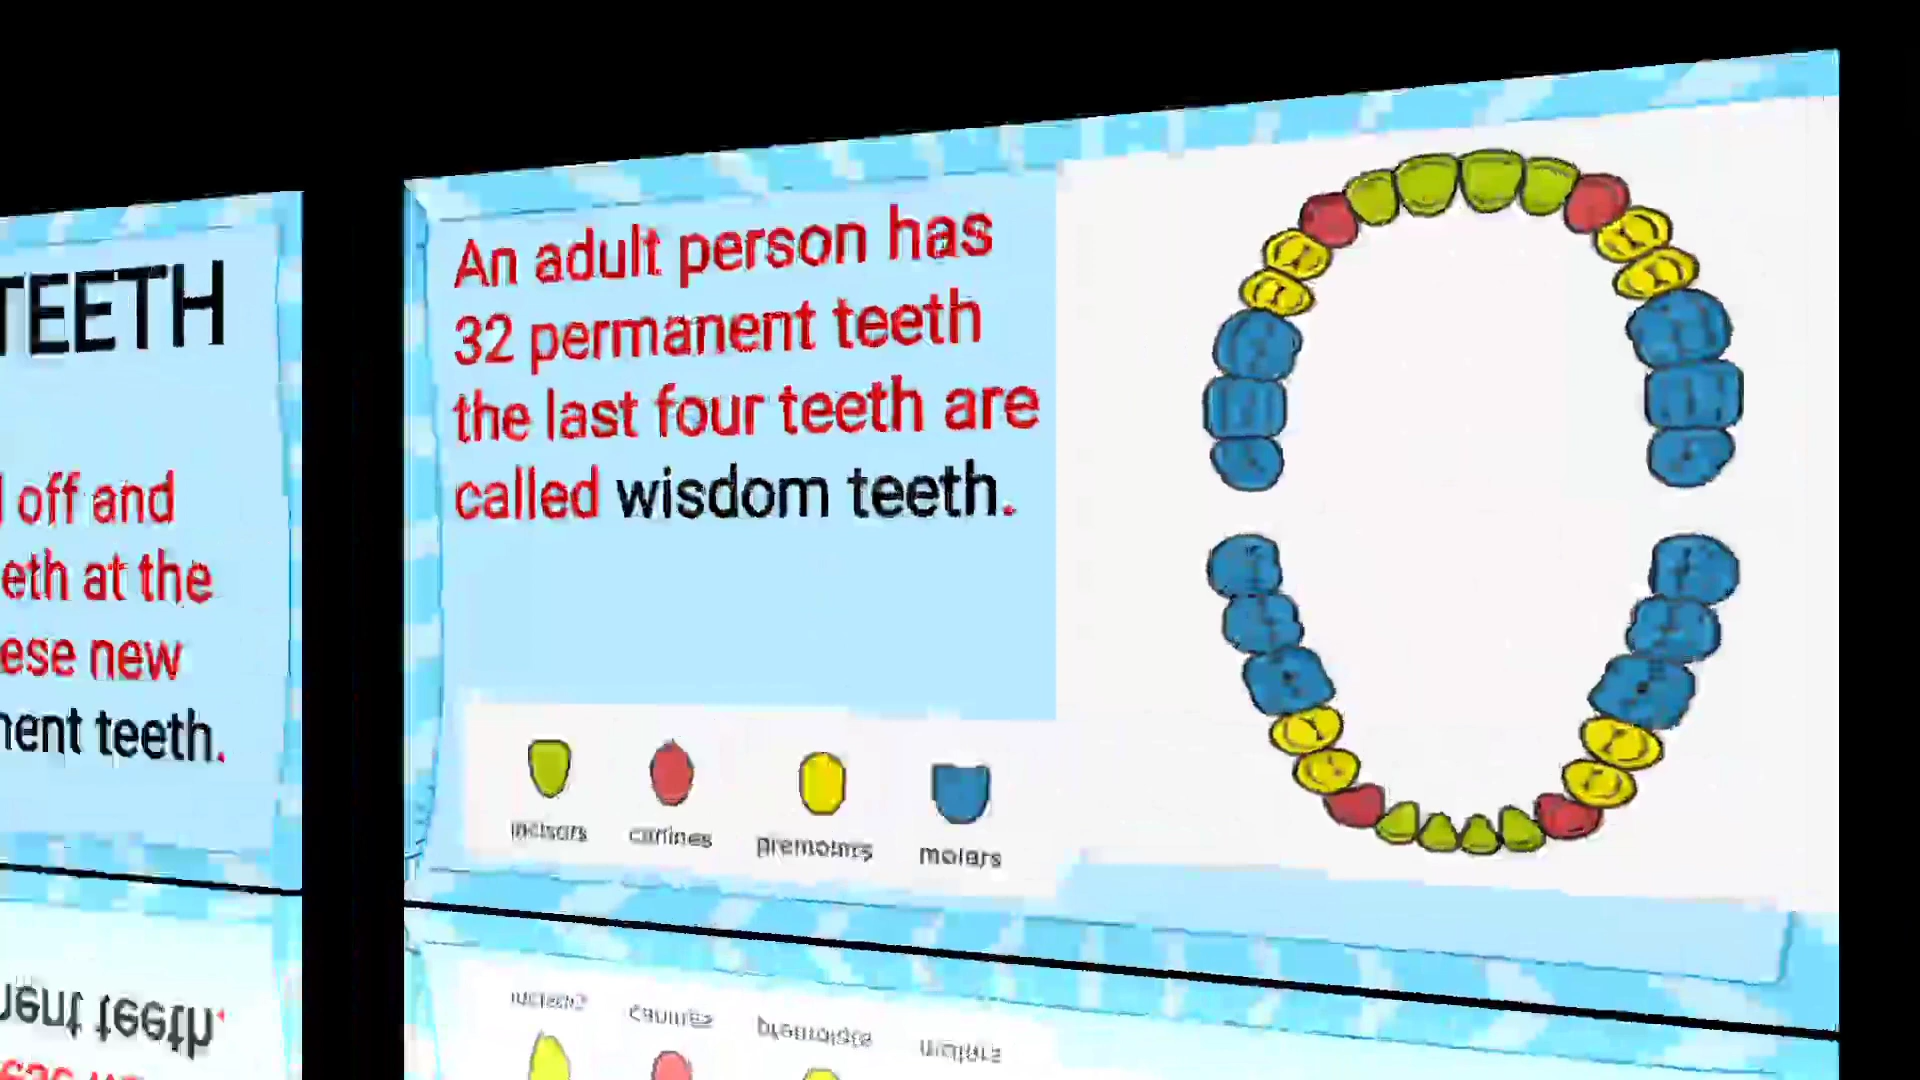 TEETH
off and
eth at the
ese new
nent teeth.
An adult person has
32 permanent teeth
the last four teeth are
called wisdom teeth.
incisors
canines
premolars
molars